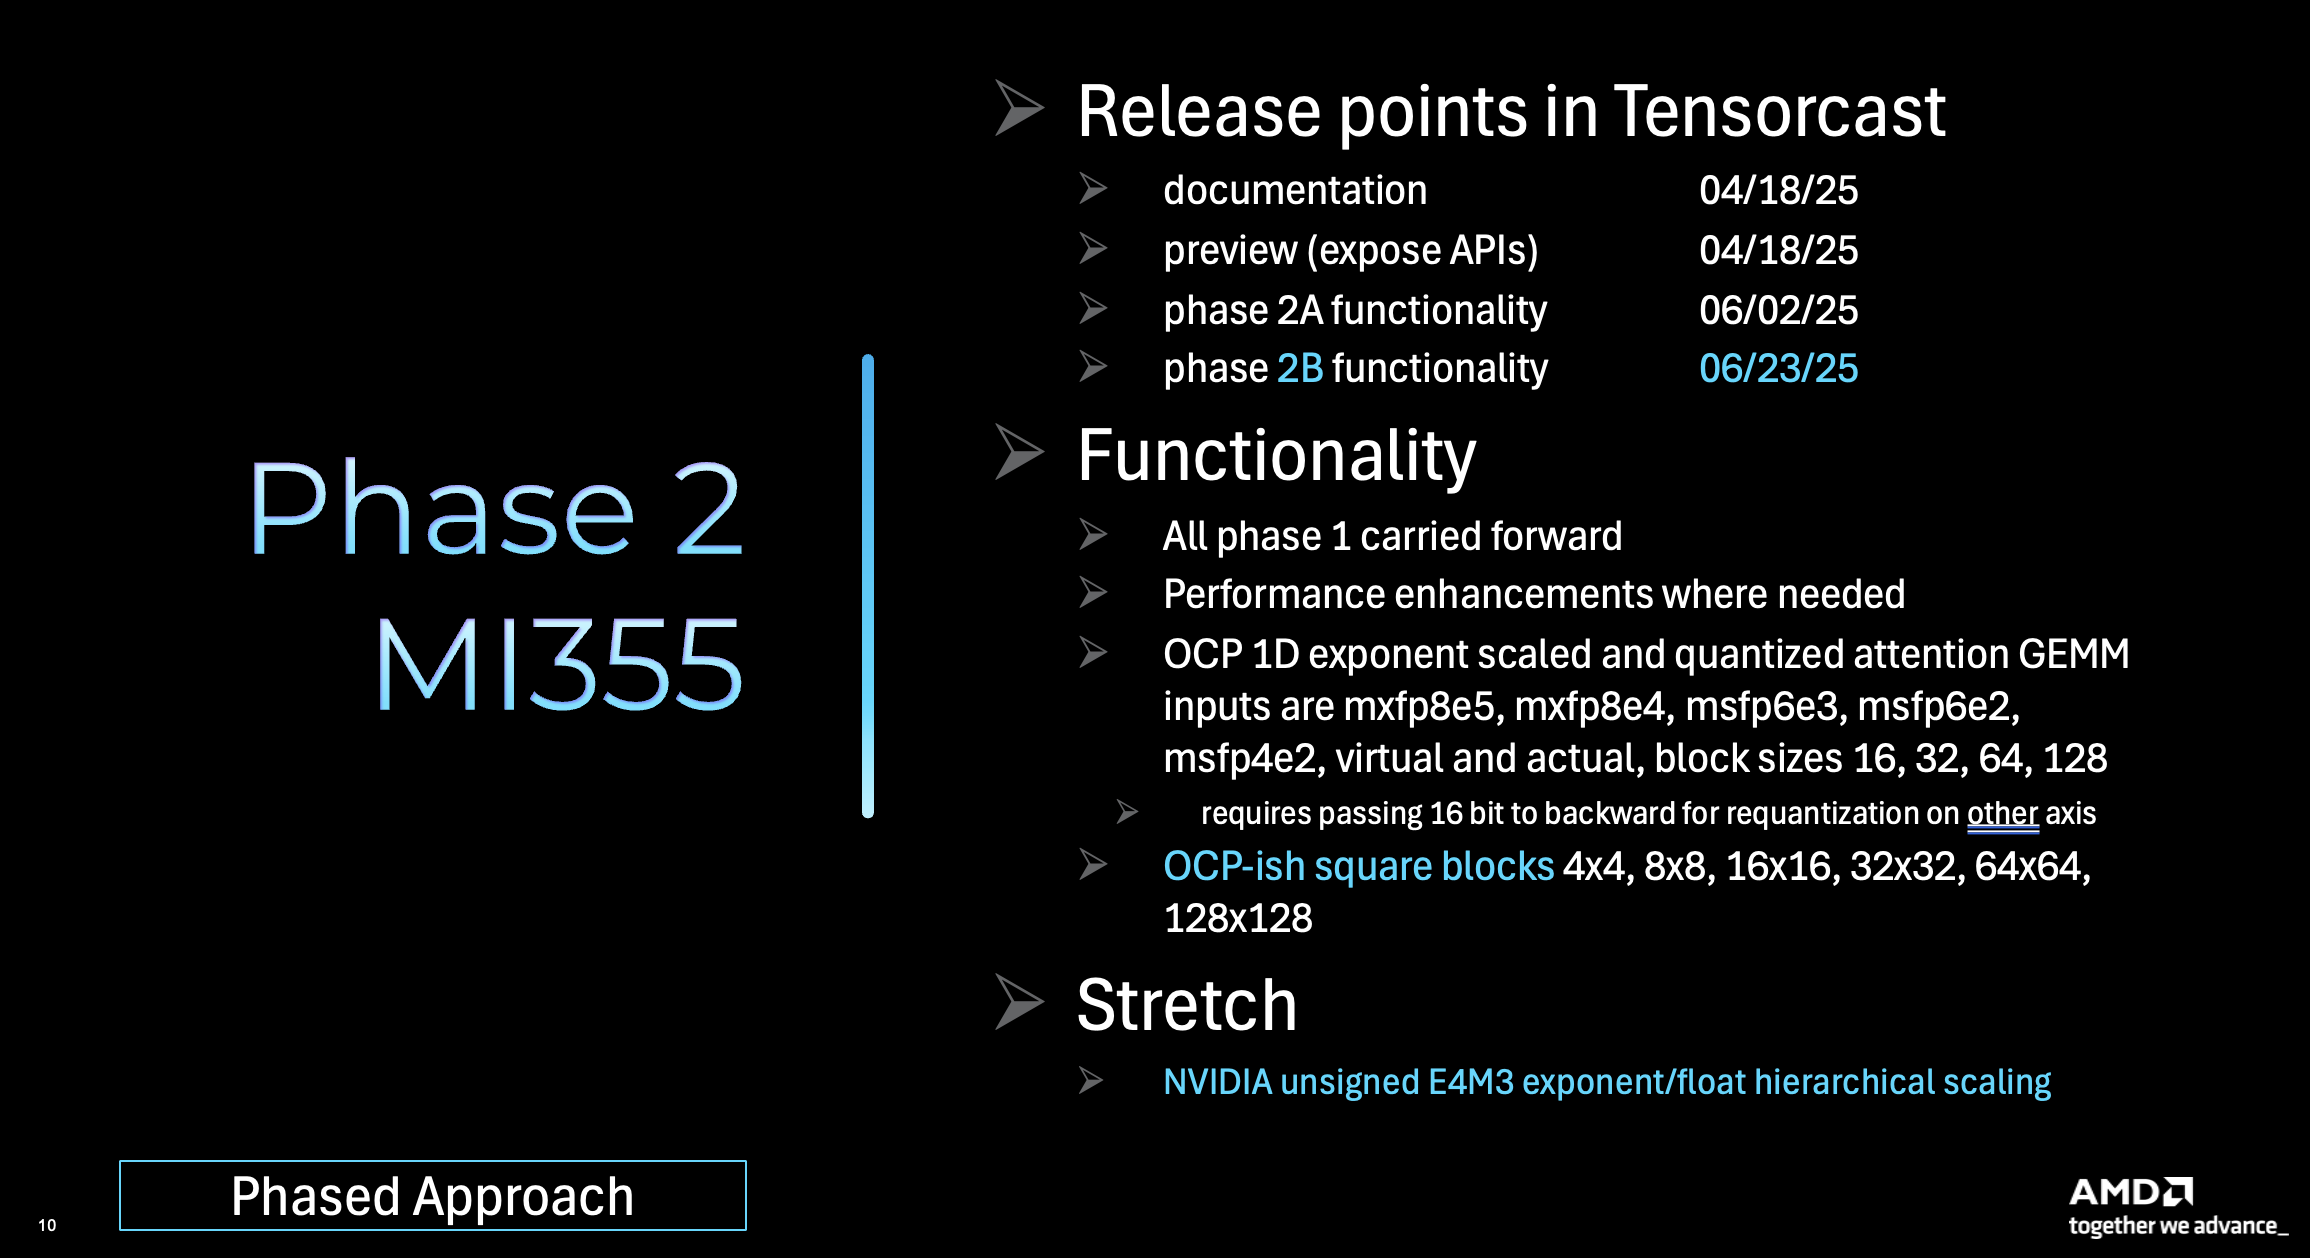 Release points in Tensorcast
documentation 04/18/25
preview (expose APIs) 04/18/25
phase 2A functionality 06/02/25
phase 2B functionality 06/23/25
Functionality
All phase 1 carried forward
Performance enhancements where needed
OCP 1D exponent scaled and quantized attention GEMM
inputs are mxfp8e5, mxfp8e4, msfp6e3, msfp6e2,
msfp4e2, virtual and actual, block sizes 16, 32, 64, 128
requires passing 16 bit to backward for requantization on other axis
OCP-ish square blocks 4x4, 8x8, 16x16, 32x32, 64x64,
128x128
Stretch
NVIDIA unsigned E4M3 exponent/float hierarchical scaling
Phase 2
MI355
Phased Approach
10
AMD
together we advance_